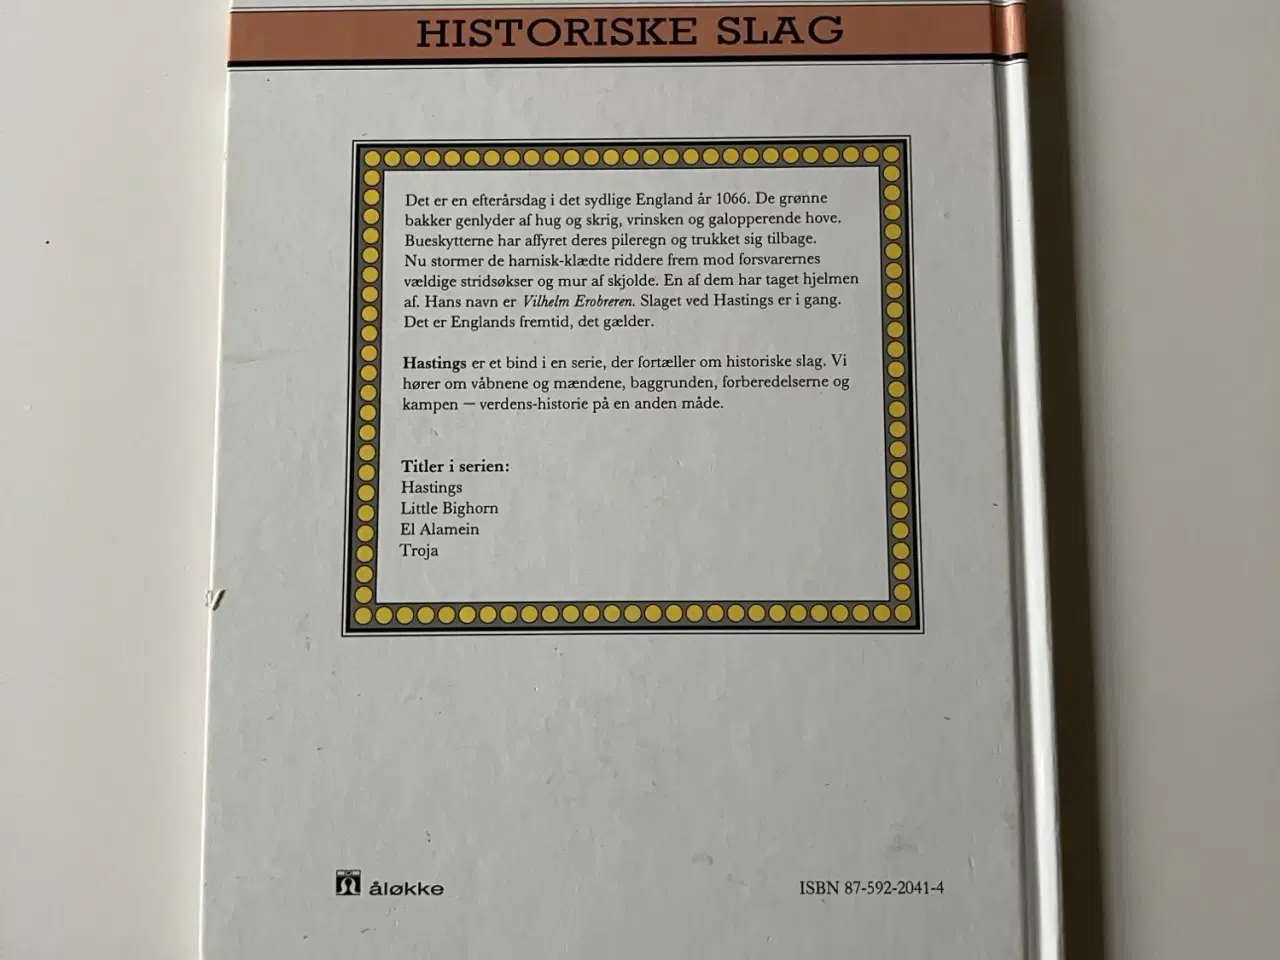 HISTORISKE SLAG
Det er en efterårsdag i det sydlige England år 1066. De grønne
bakker genlyder af hug og skrig, vrinsken og galopperende hove.
Bueskytterne har affyret deres pileregn og trukket sig tilbage.
Nu stormer de harnisk-klædte riddere frem mod forsvarernes
vældige stridsøkser og mur af skjolde. En af dem har taget hjelmen
af. Hans navn er Vilhelm Erobreren. Slaget ved Hastings er i gang.
Det er Englands fremtid, det gælder.
Hastings er et bind i en serie, der fortæller om historiske slag. Vi
hører om våbnene og mændene, baggrunden, forberedelserne og
kampen — verdens-historie på en anden måde.
Titler i serien:
Hastings
Little Bighorn
El Alamein
Troja
åløkke
ISBN 87-592-2041-4